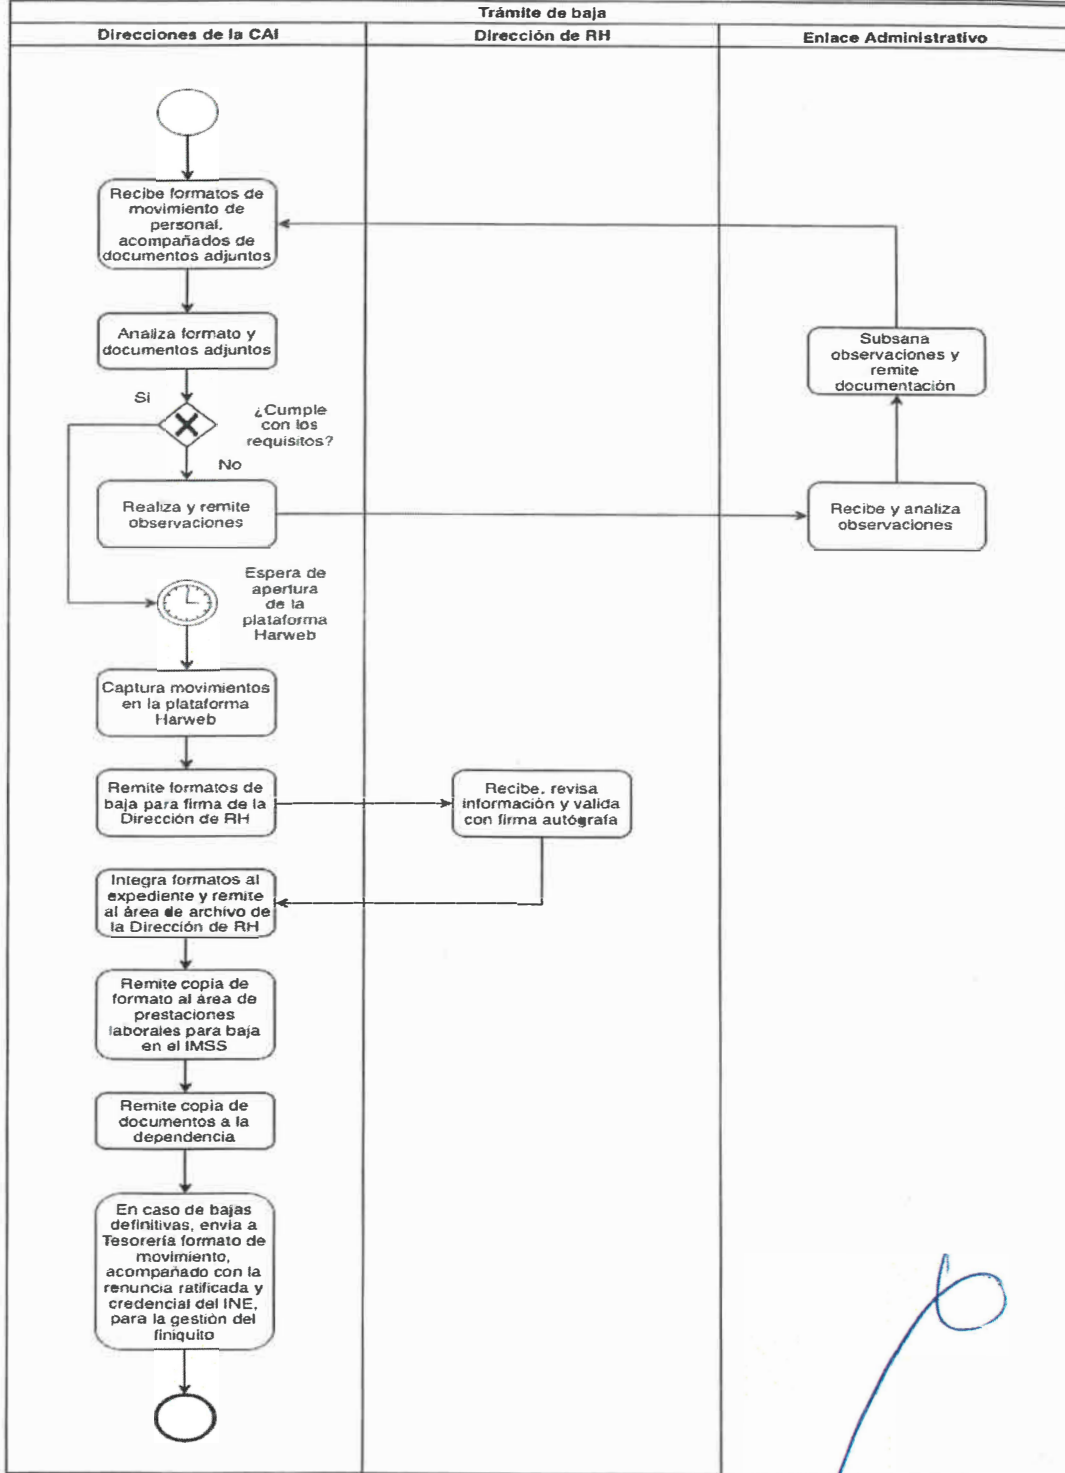 Trámite de baja
Direcciones de la CAI
Dirección de RH
Enlace Administrativo
Recibe formatos de
movimiento de
personal,
acompañados de
documentos adjuntos
Analiza formato y
documentos adjuntos
Si
¿Cumple
con los
requisitos?
No
Realiza y remite
observaciones
Recibe y analiza
observaciones
Subsana
observaciones y
remite
documentación
Espera de
apertura
de la
plataforma
Harweb
Captura movimientos
en la plataforma
Harweb
Remite formatos de
baja para firma de la
Dirección de RH
Recibe, revisa
información y valida
con firma autógrafa
Integra formatos al
expediente y remite
al área de archivo de
la Dirección de RH
Remite copia de
formato al área de
prestaciones
laborales para baja
en el IMSS
Remite copia de
documentos a la
dependencia
En caso de bajas
definitivas, envia a
Tesorería formato de
movimiento,
acompañado con la
renuncia ratificada y
credencial del INE,
para la gestión del
finiquito